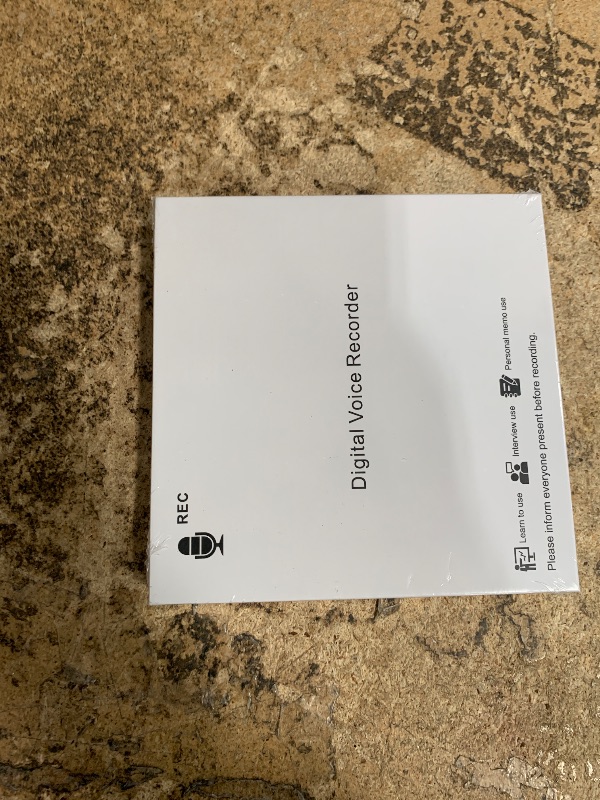 REC
Digital Voice Recorder
Learn to use Interview use Personal memo use
Please inform everyone present before recording.